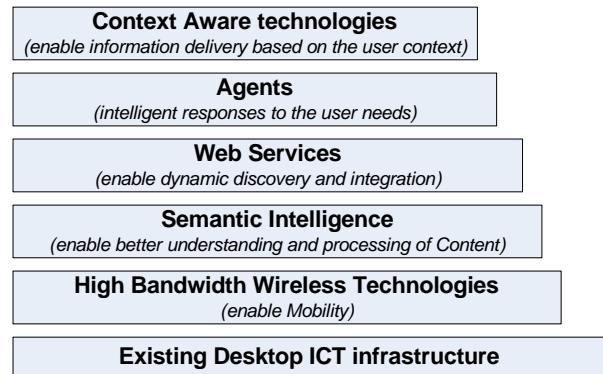 Context Aware technologies
(enable information delivery based on the user context)
Agents
(intelligent responses to the user needs)
Web Services
(enable dynamic discovery and integration)
Semantic Intelligence
(enable better understanding and processing of Content)
High Bandwidth Wireless Technologies
(enable Mobility)
Existing Desktop ICT infrastructure